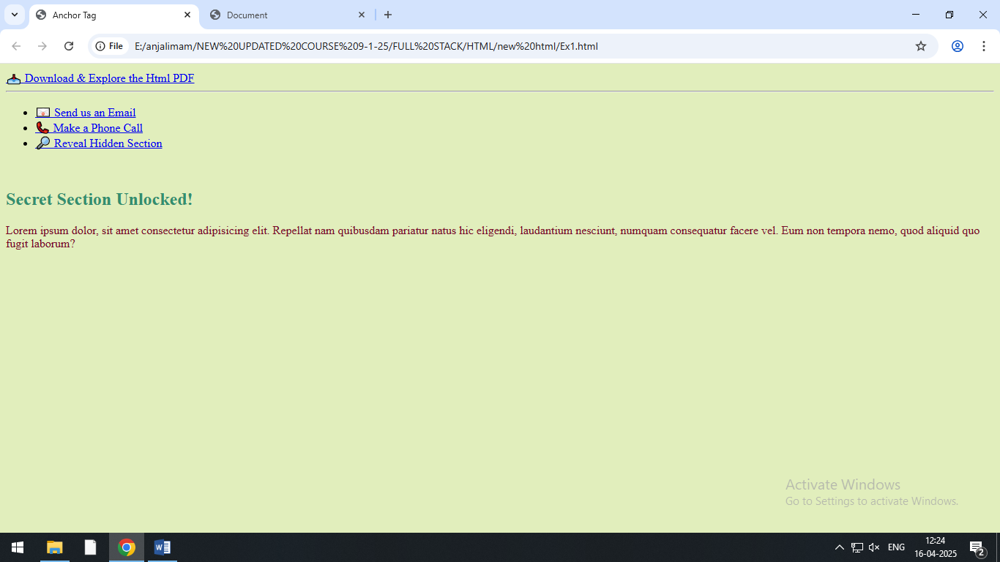 Anchor Tag
Document
File
E:/anjalimam/NEW%20UPDATED%20COURSE%209-1-25/FULL%20STACK/HTML/new%20html/Ex1.html
Download & Explore the Html PDF
Send us an Email
Make a Phone Call
Reveal Hidden Section
Secret Section Unlocked!
Lorem ipsum dolor, sit amet consectetur adipisicing elit. Repellat nam quibusdam pariatur natus hic eligendi, laudantium nesciunt, numquam consequatur facere vel. Eum non tempora nemo, quod aliquid quo
fugit laborum?
Activate Windows
Go to Settings to activate Windows.
ENG
12:24
16-04-2025
2